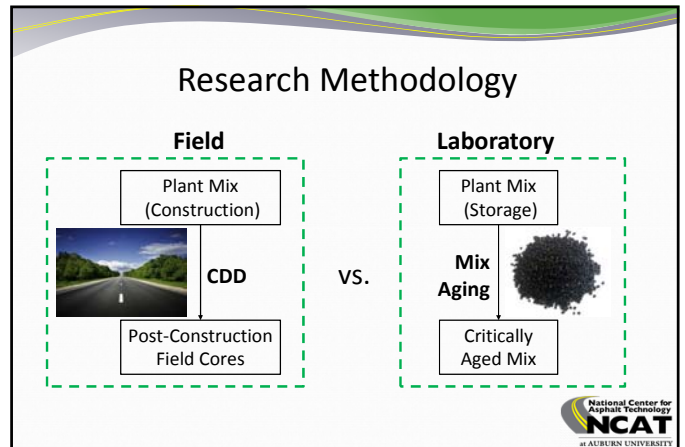 Research Methodology
Field
Plant Mix
(Construction)
CDD
Post-Construction
Field Cores
vs.
Laboratory
Plant Mix
(Storage)
Mix
Aging
Critically
Aged Mix
National Center for
Asphalt Technology
NCAT
at AUBURN UNIVERSITY